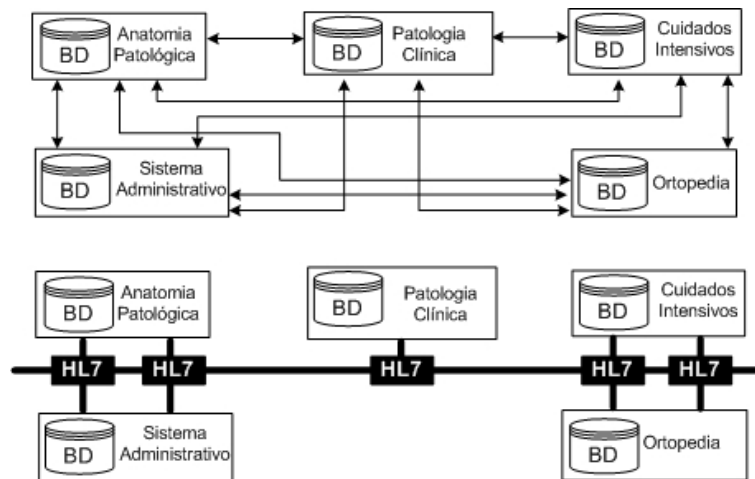 BD
Anatomia
Patológica
BD
Patologia
Clínica
BD
Cuidados
Intensivos
BD
Sistema
Administrativo
BD
Ortopedia
BD
Anatomia
Patológica
BD
Patologia
Clínica
BD
Cuidados
Intensivos
HL7
HL7
HL7
HL7
HL7
BD
Sistema
Administrativo
BD
Ortopedia